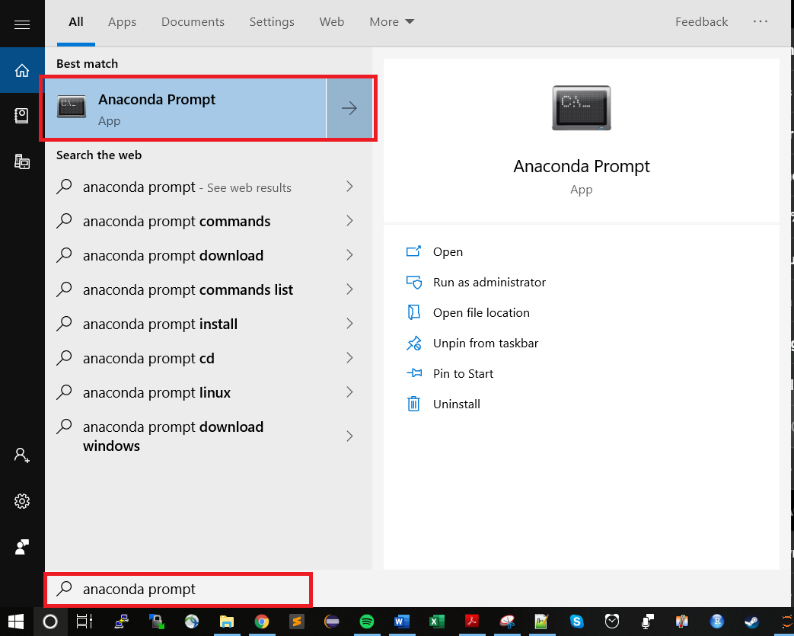 All Apps Documents Settings Web More Feedback ...
Best match
Anaconda Prompt
App
Search the web
anaconda prompt - See web results
anaconda prompt commands
anaconda prompt download
anaconda prompt commands list
anaconda prompt install
anaconda prompt cd
anaconda prompt linux
anaconda prompt download
windows
C:\_
Anaconda Prompt
App
Open
Run as administrator
Open file location
Unpin from taskbar
Pin to Start
Uninstall
anaconda prompt